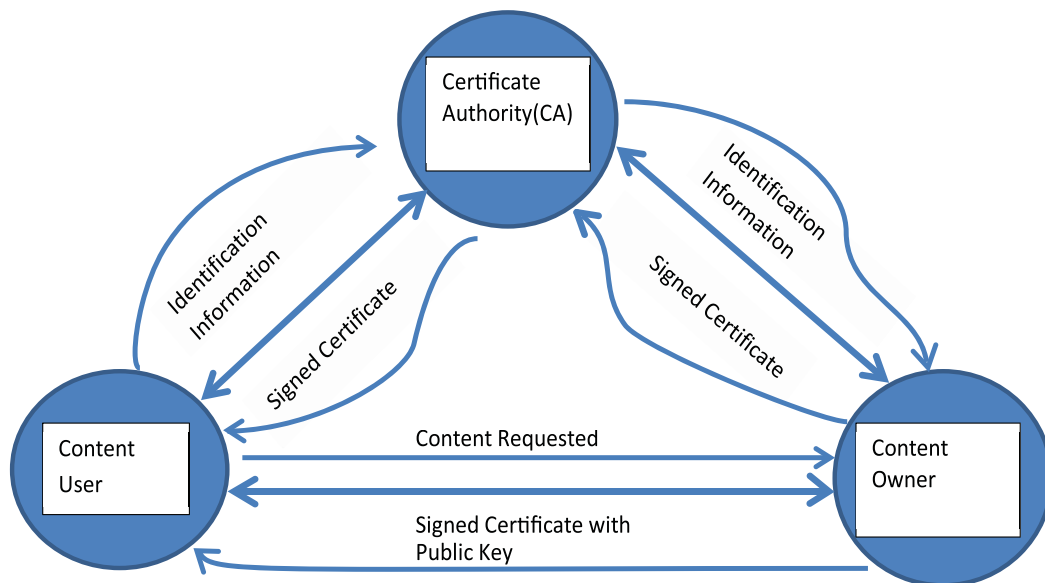 Certificate
Authority(CA)
Identification
Information
Identification
Information
Signed Certificate
Signed Certificate
Content Requested
Content
User
Content
Owner
Signed Certificate with
Public Key